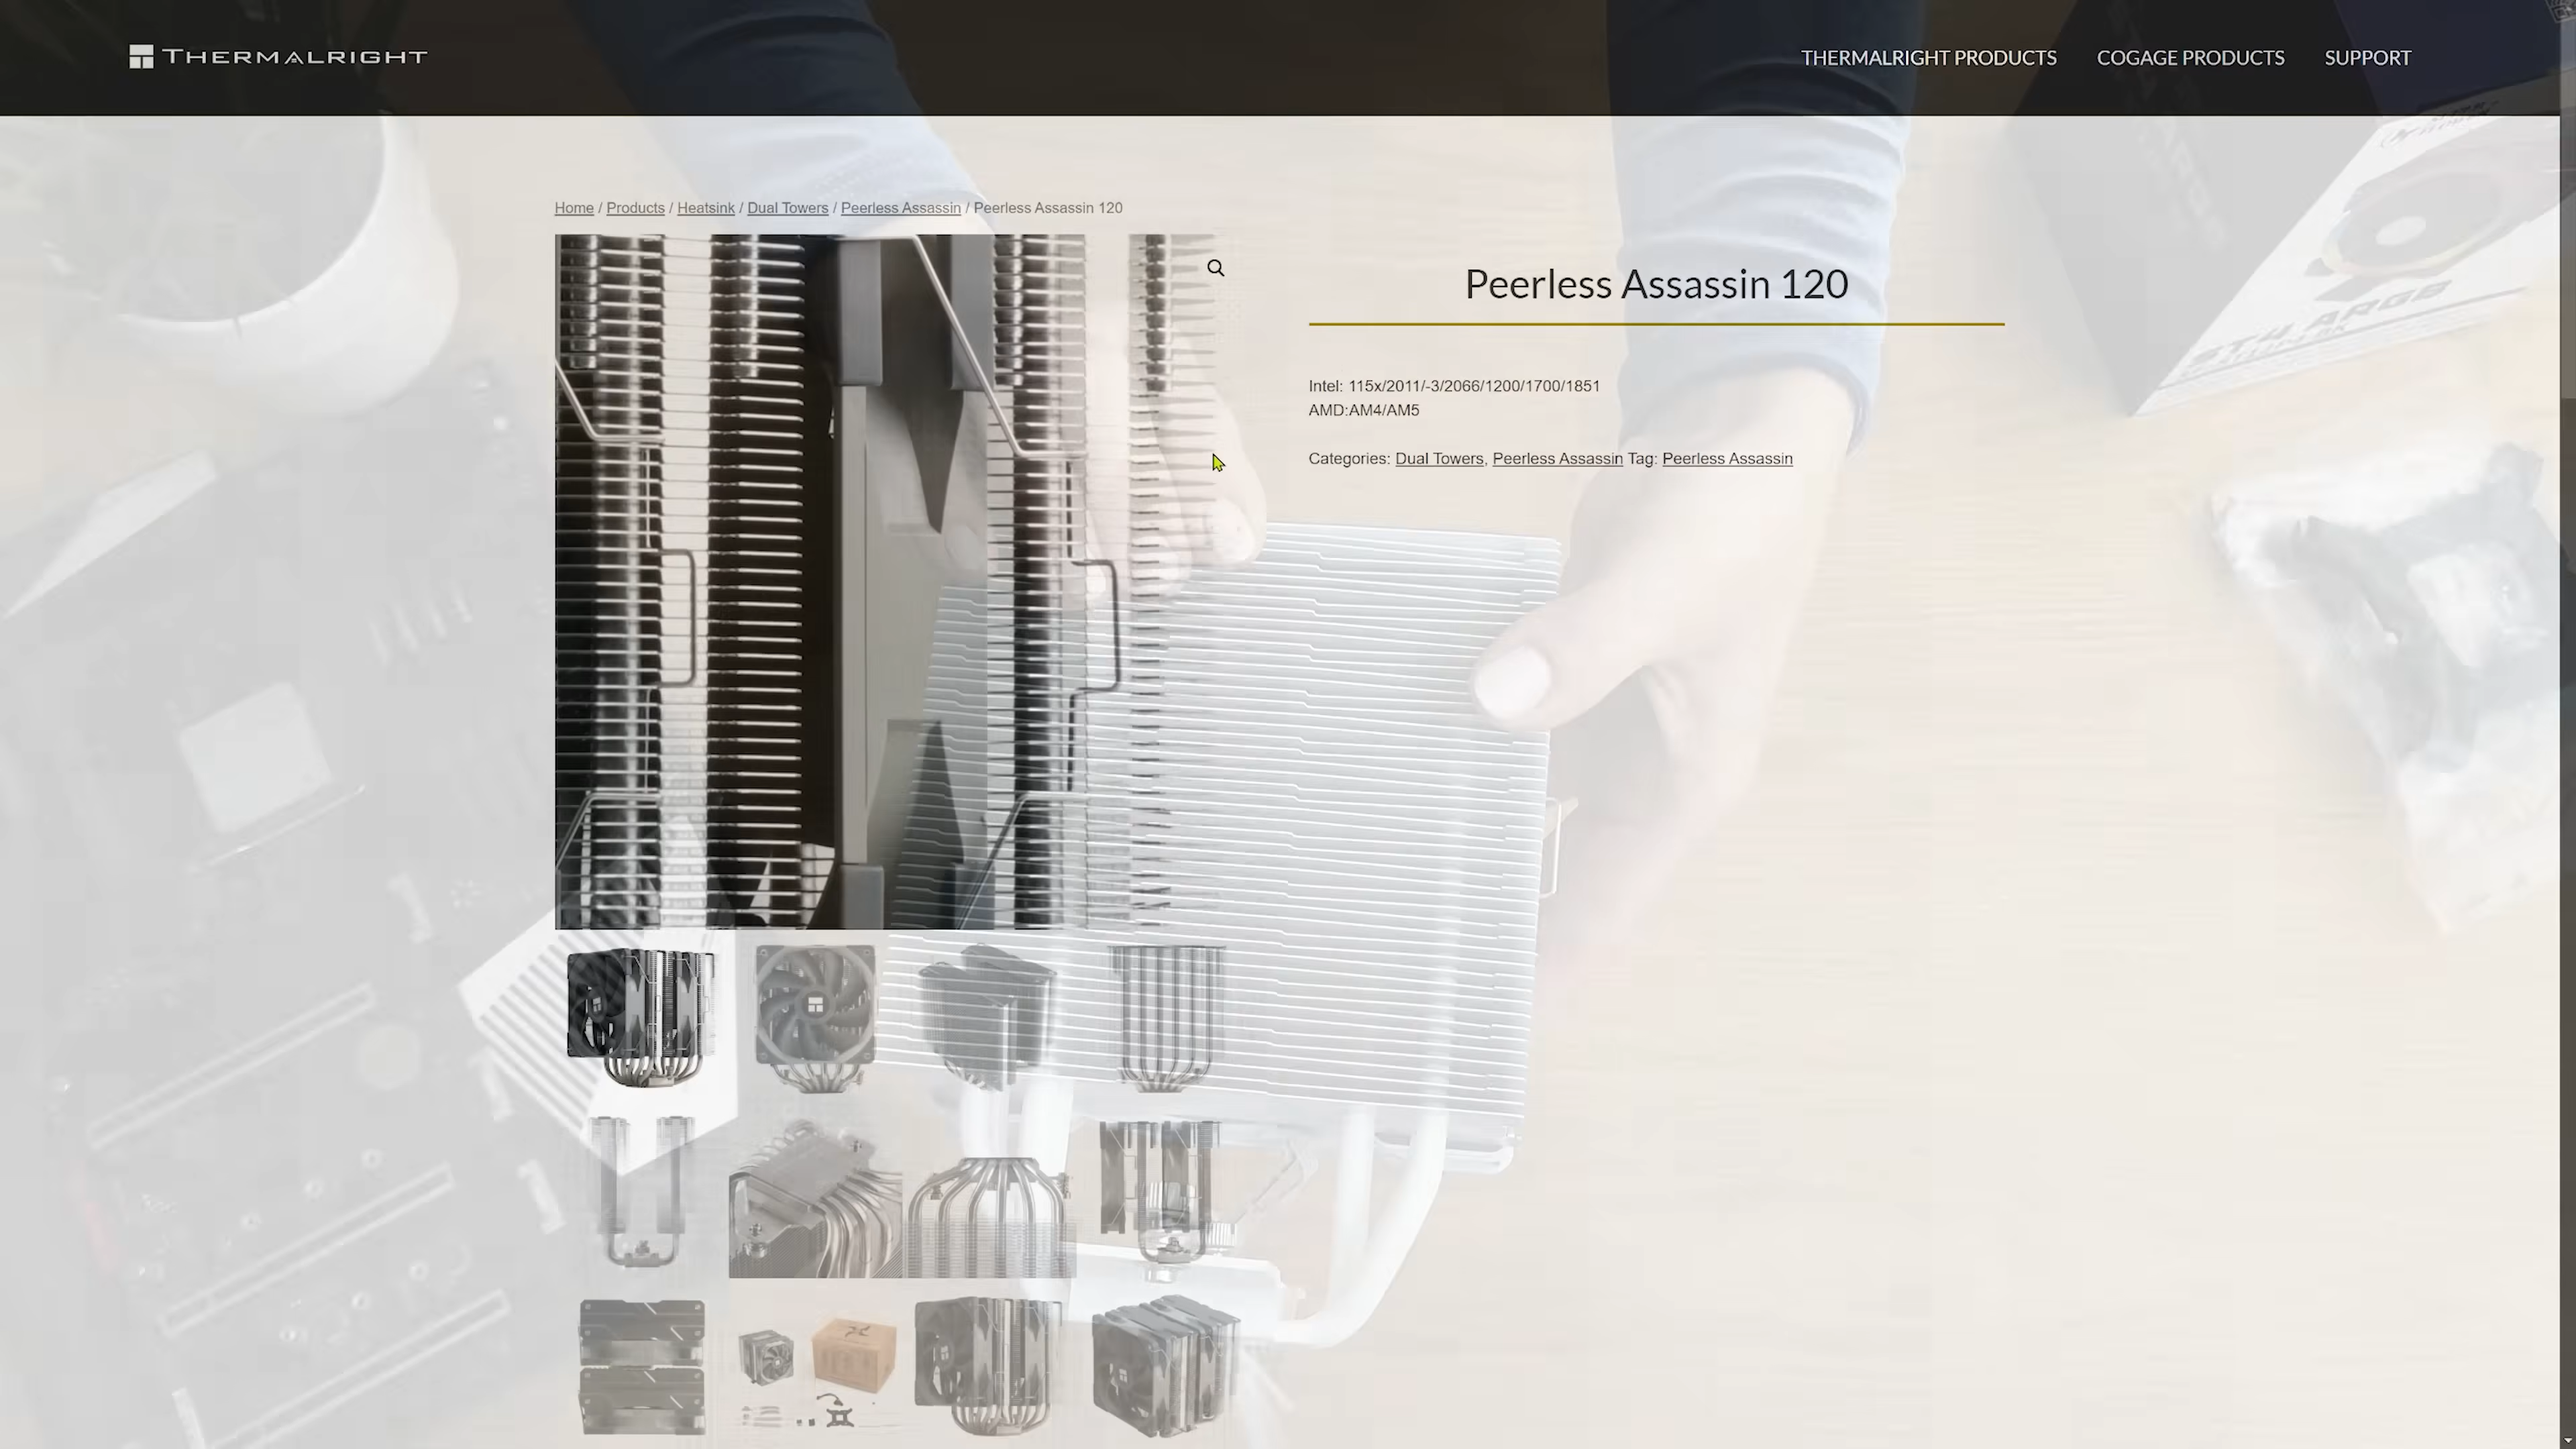 THERMALRIGHT
THERMALRIGHT PRODUCTS COGAGE PRODUCTS SUPPORT
Home / Products / Heatsink / Dual Towers / Peerless Assassin / Peerless Assassin 120
Peerless Assassin 120
Intel: 115x/2011/-3/2066/1200/1700/1851
AMD:AM4/AM5
Categories: Dual Towers, Peerless Assassin Tag: Peerless Assassin